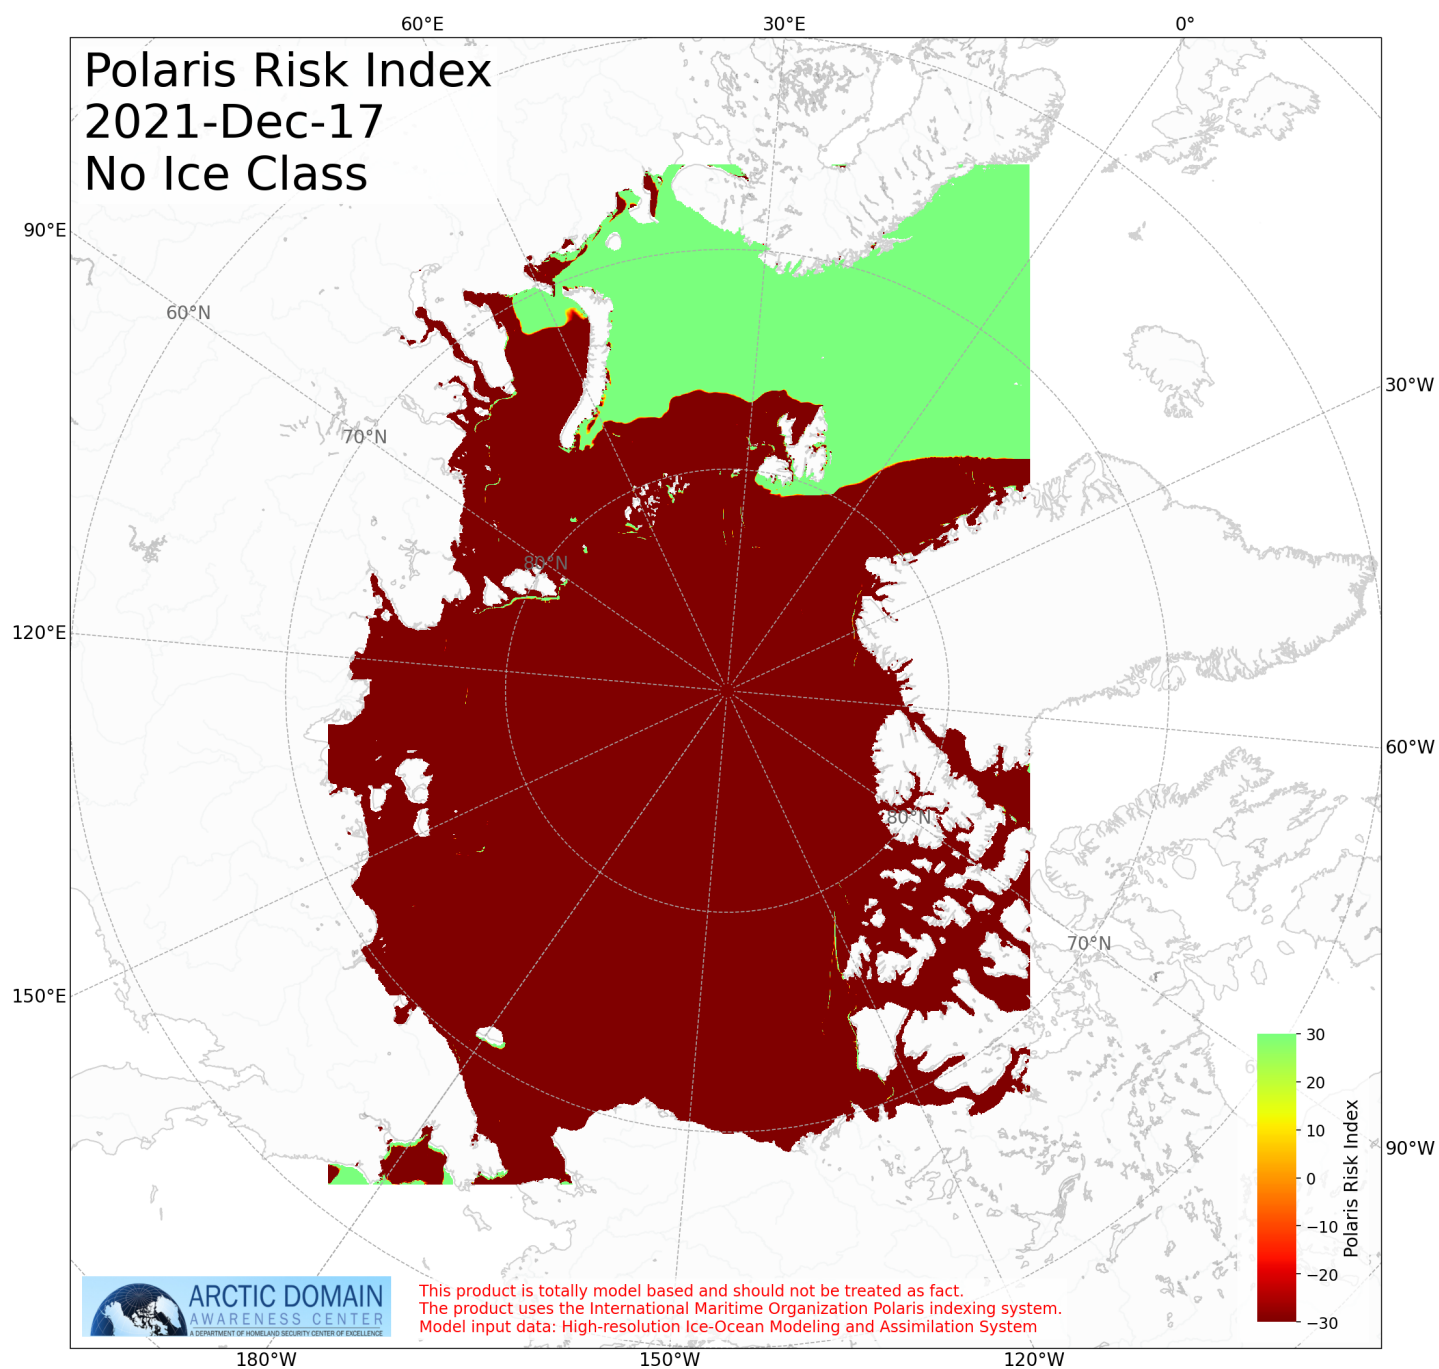 60°E
30°E
0°
Polaris Risk Index
2021-Dec-17
No Ice Class
90°E
60°N
30°W
70°N
80°N
120°E
60°W
80°N
70°N
150°E
30
20
10
0
−10
−20
−30
Polaris Risk Index
90°W
ARCTIC DOMAIN
AWARENESS CENTER
A DEPARTMENT OF HOMELAND SECURITY CENTER OF EXCELLENCE
This product is totally model based and should not be treated as fact.
The product uses the International Maritime Organization Polaris indexing system.
Model input data: High-resolution Ice-Ocean Modeling and Assimilation System
180°W
150°W
120°W